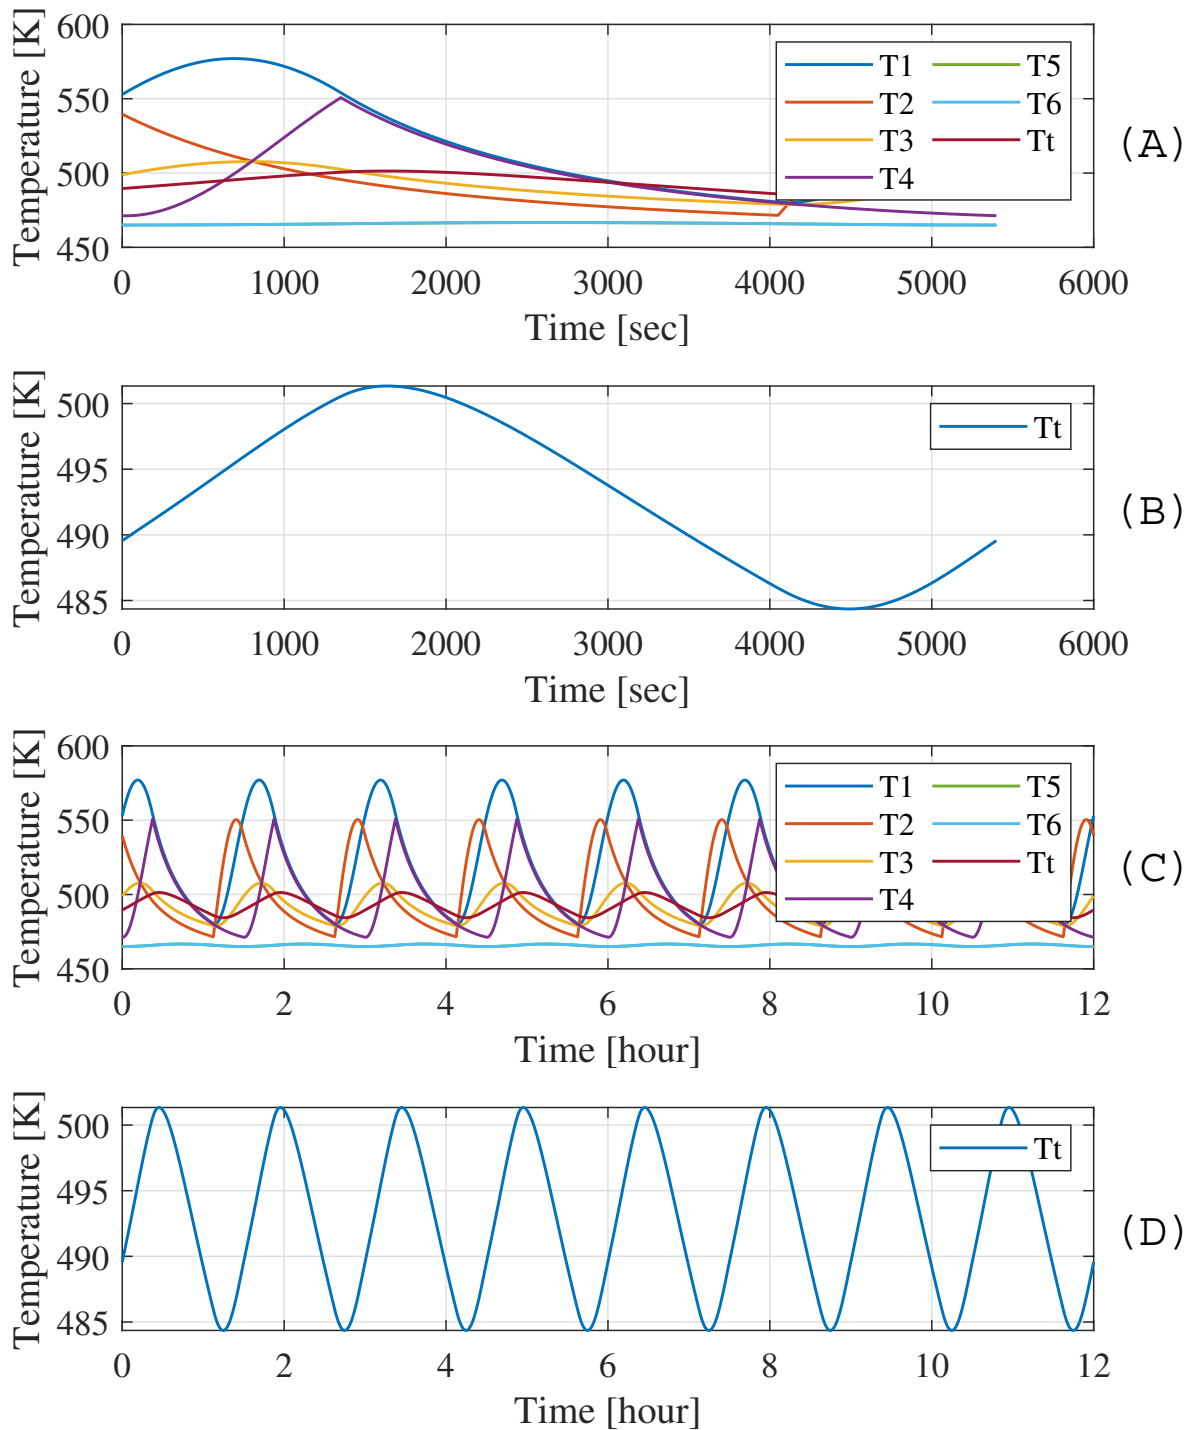 Temperature [K]
600
550
500
450
T1 T5
T2 T6
T3 Tt
T4
(A)
0 1000 2000 3000 4000 5000 6000
Time [sec]
Temperature [K]
500
495
490
485
Tt
(B)
0 1000 2000 3000 4000 5000 6000
Time [sec]
Temperature [K]
600
550
500
450
T1 T5
T2 T6
T3 Tt
T4
(C)
0 2 4 6 8 10 12
Time [hour]
Temperature [K]
500
495
490
485
Tt
(D)
0 2 4 6 8 10 12
Time [hour]